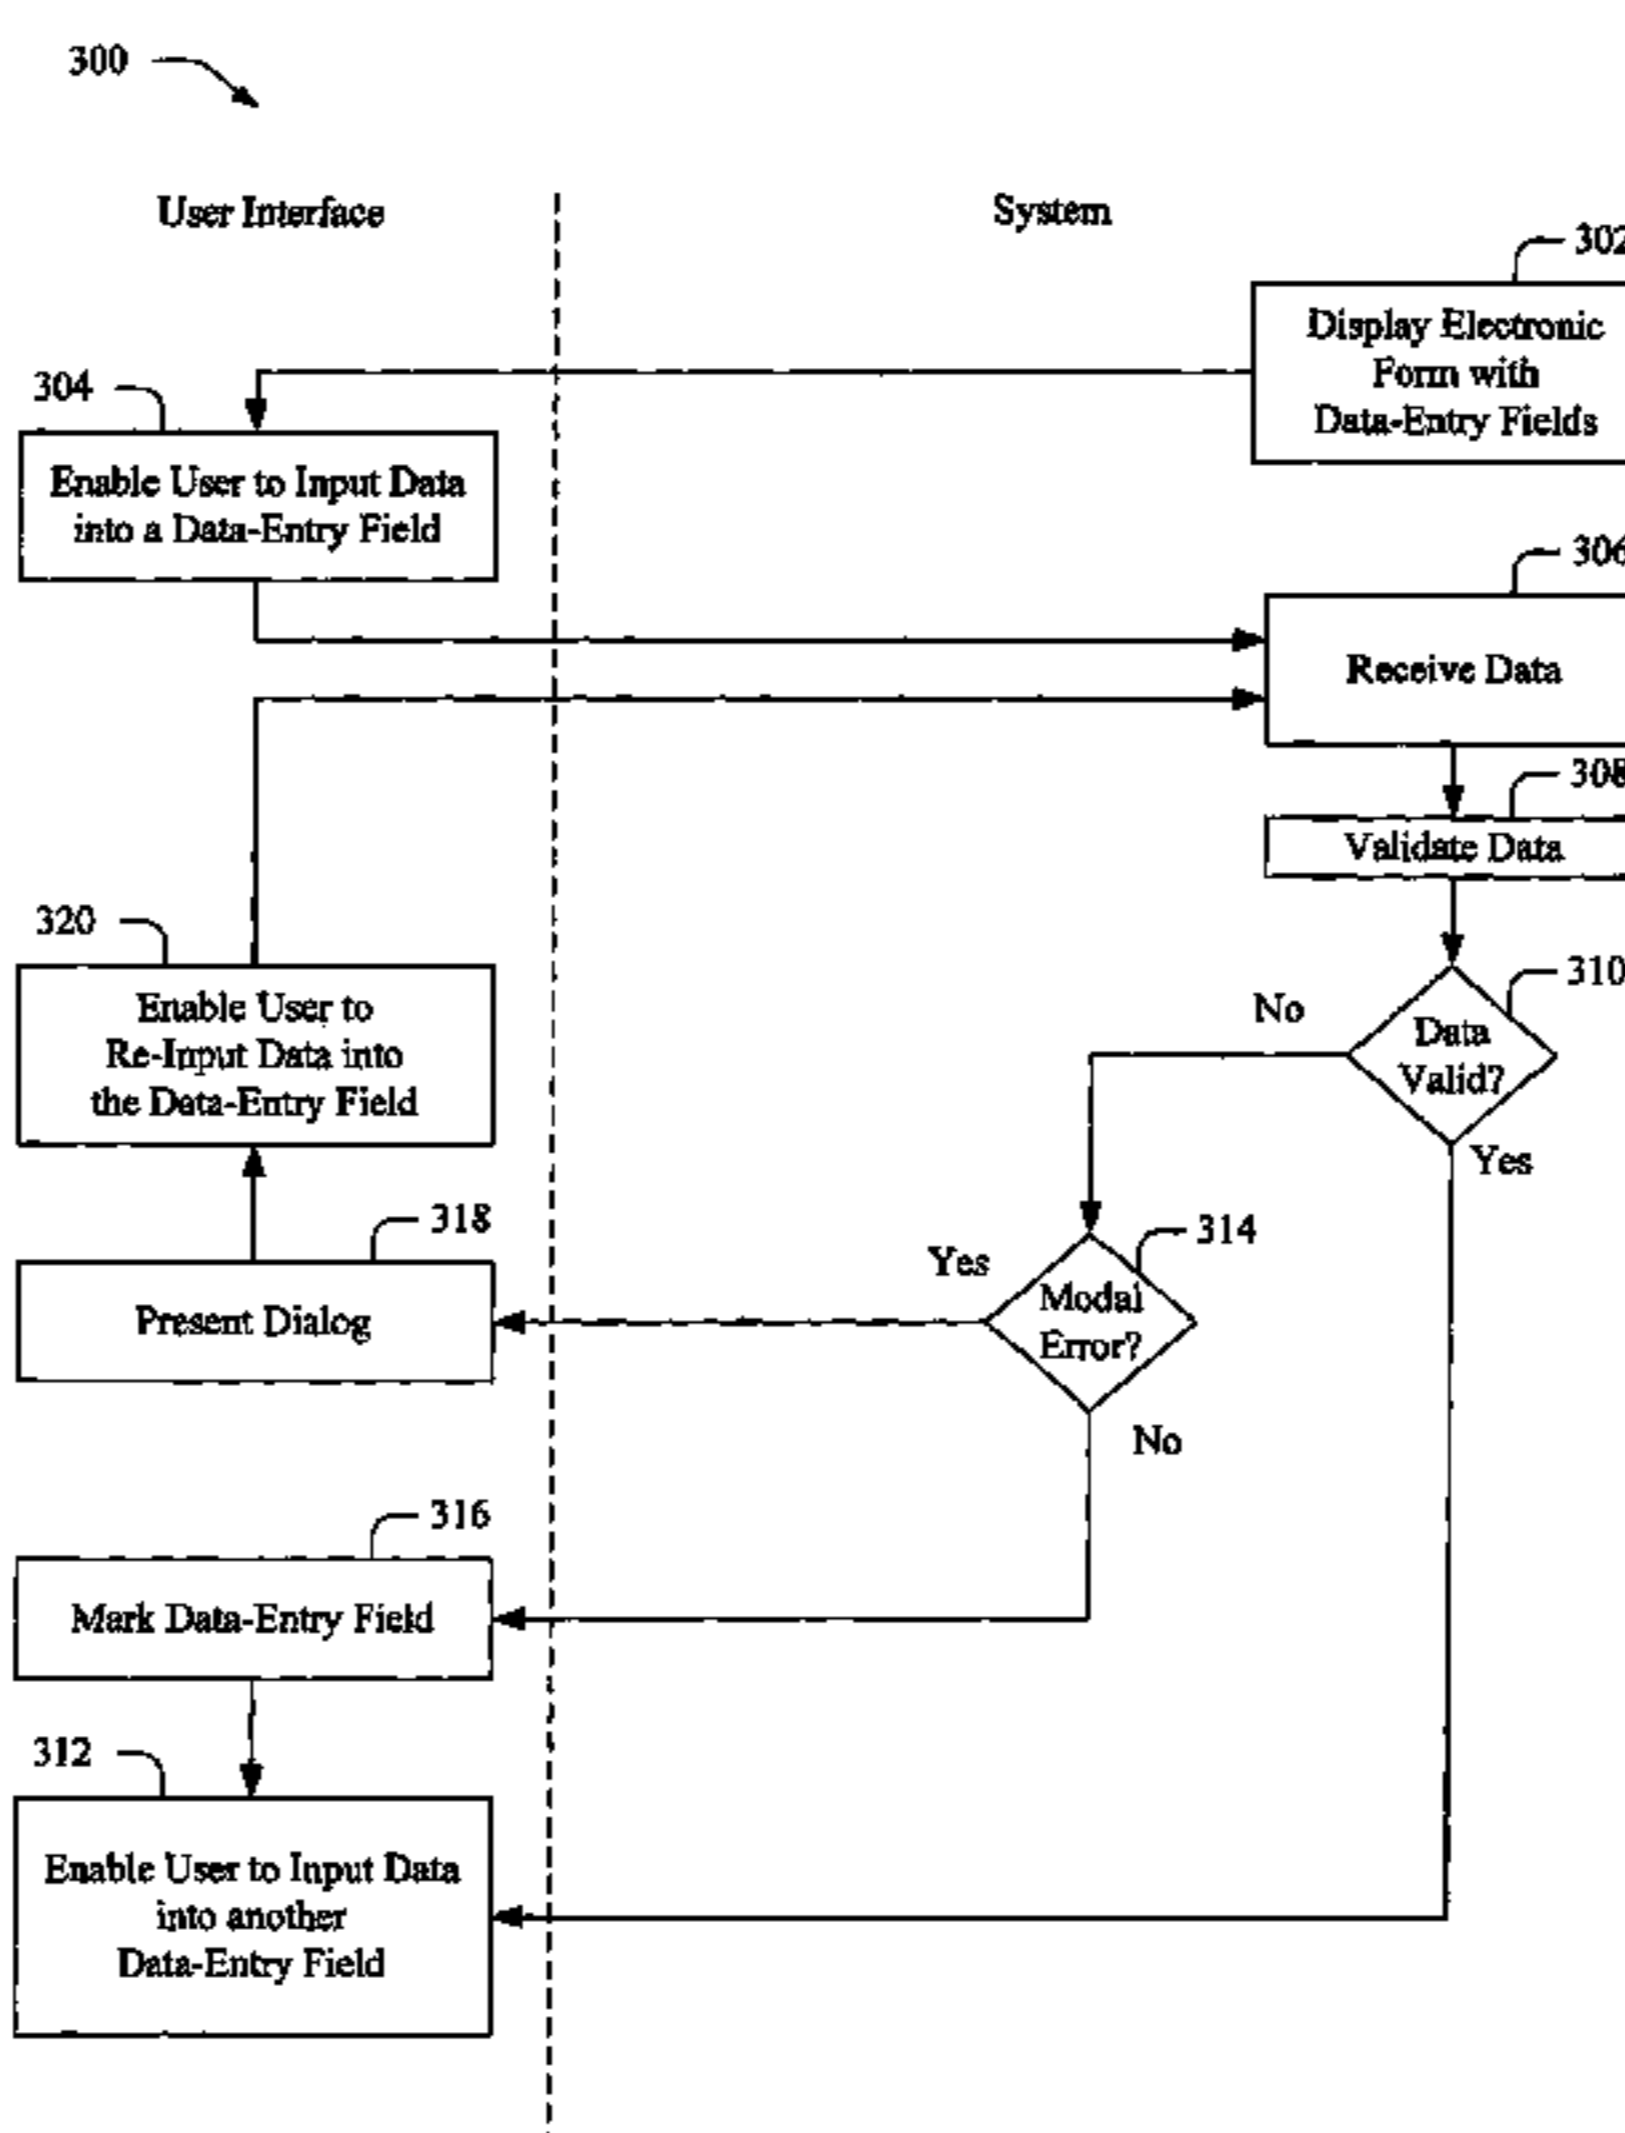 300
User Interface
System
302
Display Electronic
Form with
Data-Entry Fields
304
Enable User to Input Data
into a Data-Entry Field
306
Receive Data
308
Validate Data
320
Enable User to
Re-Input Data into
the Data-Entry Field
310
No
Data
Valid?
Yes
318
314
Yes
Present Dialog
Modal
Error?
No
316
Mark Data-Entry Field
312
Enable User to Input Data
into another
Data-Entry Field